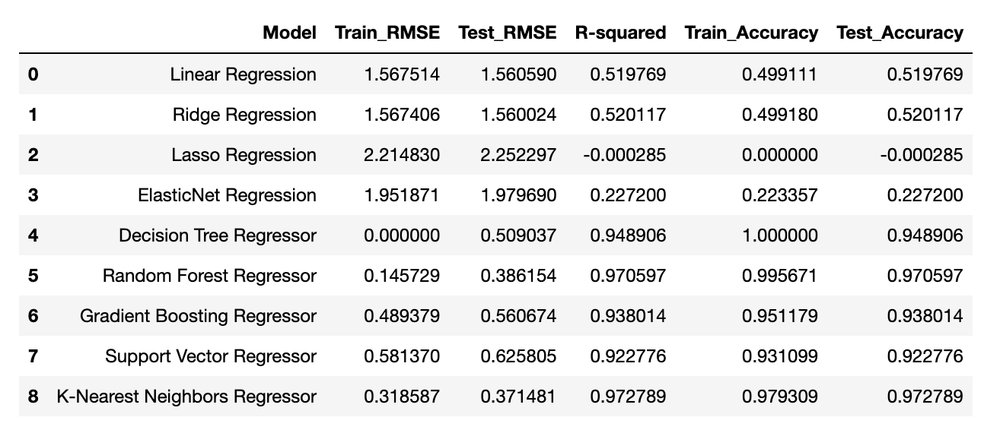 Model Train_RMSE Test_RMSE R-squared Train_Accuracy Test_Accuracy
0 Linear Regression 1.567514 1.560590 0.519769 0.499111 0.519769
1 Ridge Regression 1.567406 1.560024 0.520117 0.499180 0.520117
2 Lasso Regression 2.214830 2.252297 -0.000285 0.000000 -0.000285
3 ElasticNet Regression 1.951871 1.979690 0.227200 0.223357 0.227200
4 Decision Tree Regressor 0.000000 0.509037 0.948906 1.000000 0.948906
5 Random Forest Regressor 0.145729 0.386154 0.970597 0.995671 0.970597
6 Gradient Boosting Regressor 0.489379 0.560674 0.938014 0.951179 0.938014
7 Support Vector Regressor 0.581370 0.625805 0.922776 0.931099 0.922776
8 K-Nearest Neighbors Regressor 0.318587 0.371481 0.972789 0.979309 0.972789